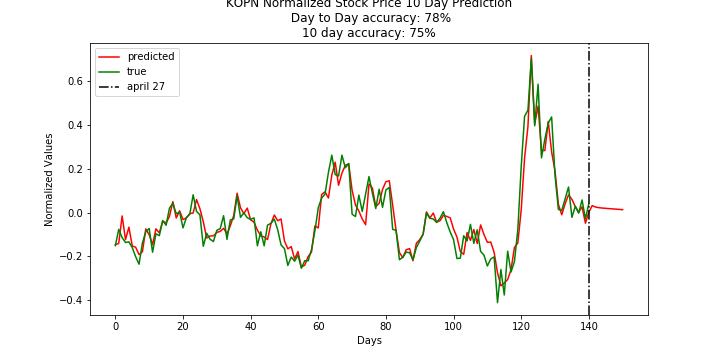 KOPN Normalized Stock Price 10 Day Prediction
Day to Day accuracy: 78%
10 day accuracy: 75%
predicted
true
april 27
Normalized Values
0.6
0.4
0.2
0.0
−0.2
−0.4
0 20 40 60 80 100 120 140
Days